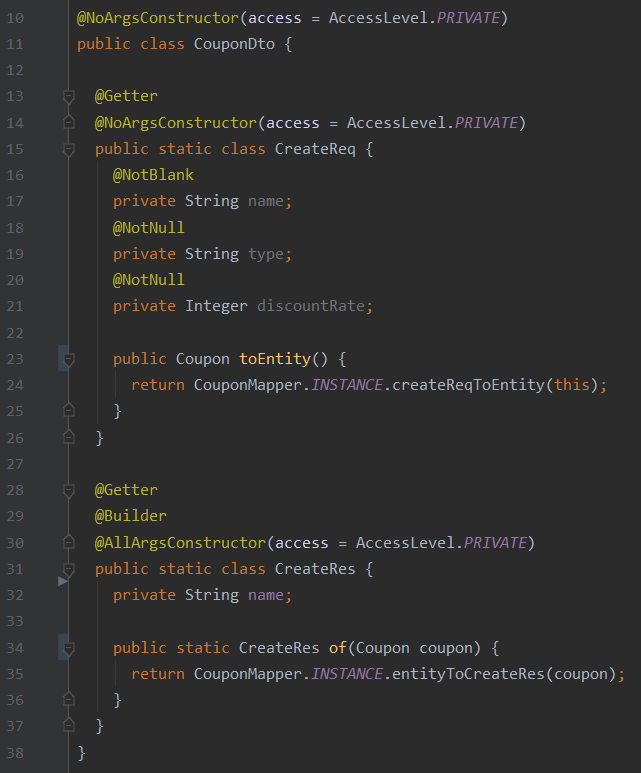 10 @NoArgsConstructor(access = AccessLevel.PRIVATE)
11 public class CouponDto {
12
13 @Getter
14 @NoArgsConstructor(access = AccessLevel.PRIVATE)
15 public static class CreateReq {
16 @NotBlank
17 private String name;
18 @NotNull
19 private String type;
20 @NotNull
21 private Integer discountRate;
22
23 public Coupon toEntity() {
24 return CouponMapper.INSTANCE.createReqToEntity(this);
25 }
26 }
27
28 @Getter
29 @Builder
30 @AllArgsConstructor(access = AccessLevel.PRIVATE)
31 public static class CreateRes {
32 private String name;
33
34 public static CreateRes of(Coupon coupon) {
35 return CouponMapper.INSTANCE.entityToCreateRes(coupon);
36 }
37 }
38 }